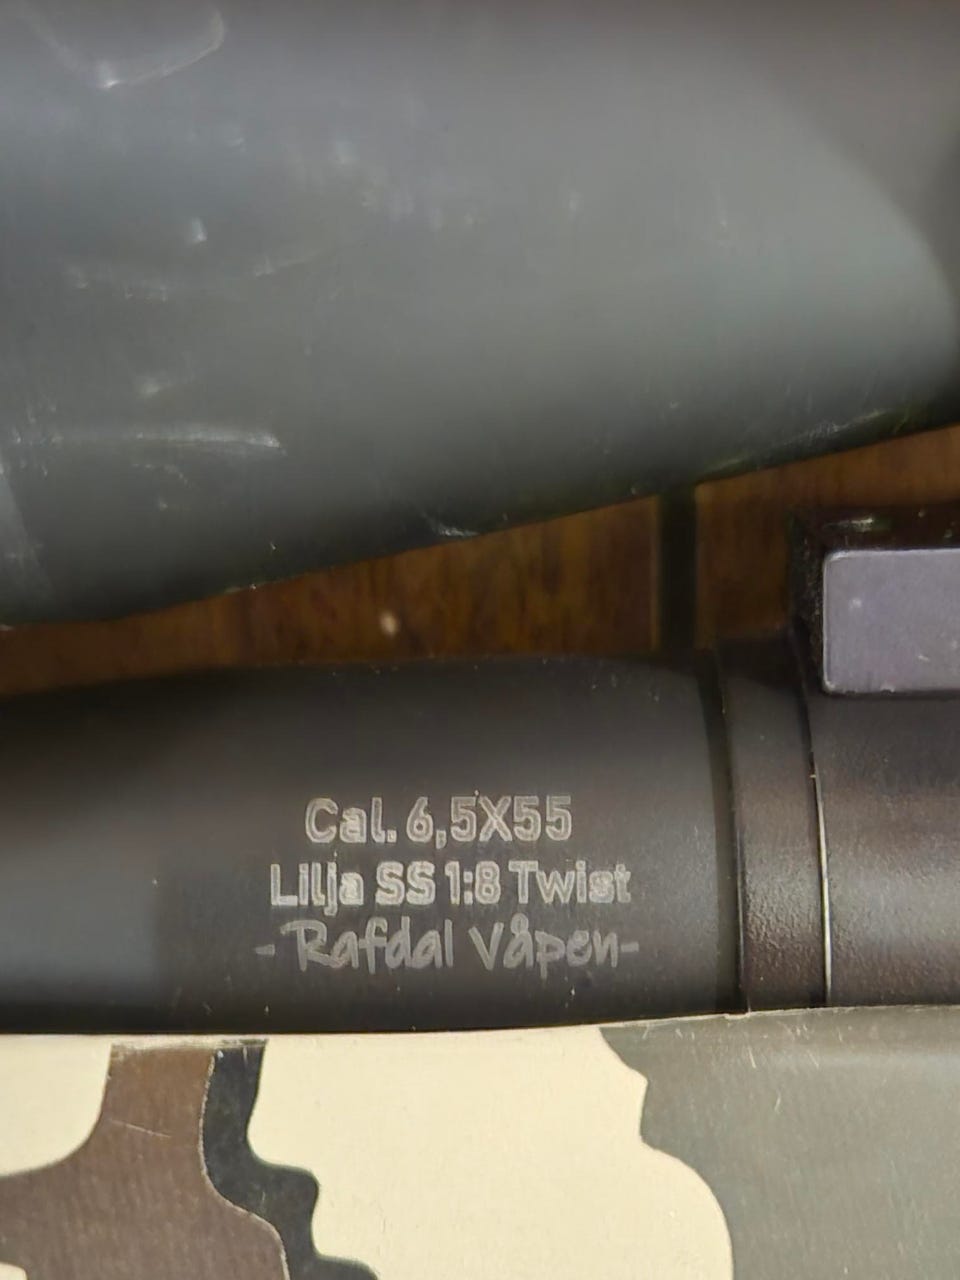 Cal. 6,5X55
Lilja SS 1:8 Twist
-Rafdal Våpen-